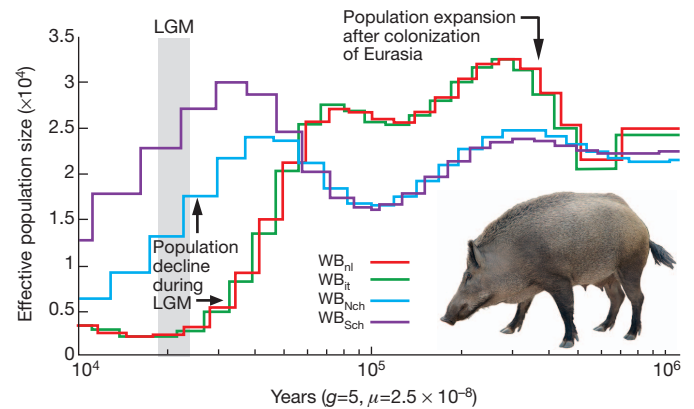 LGM
Population expansion
after colonization
of Eurasia
Effective population size (×10⁴)
3.5
3
2.5
2
1.5
1
0.5
0
Population
decline
during
LGM
WBnl
WBit
WBNch
WBSch
10⁴
10⁵
10⁶
Years (g=5, μ=2.5 × 10⁻⁸)